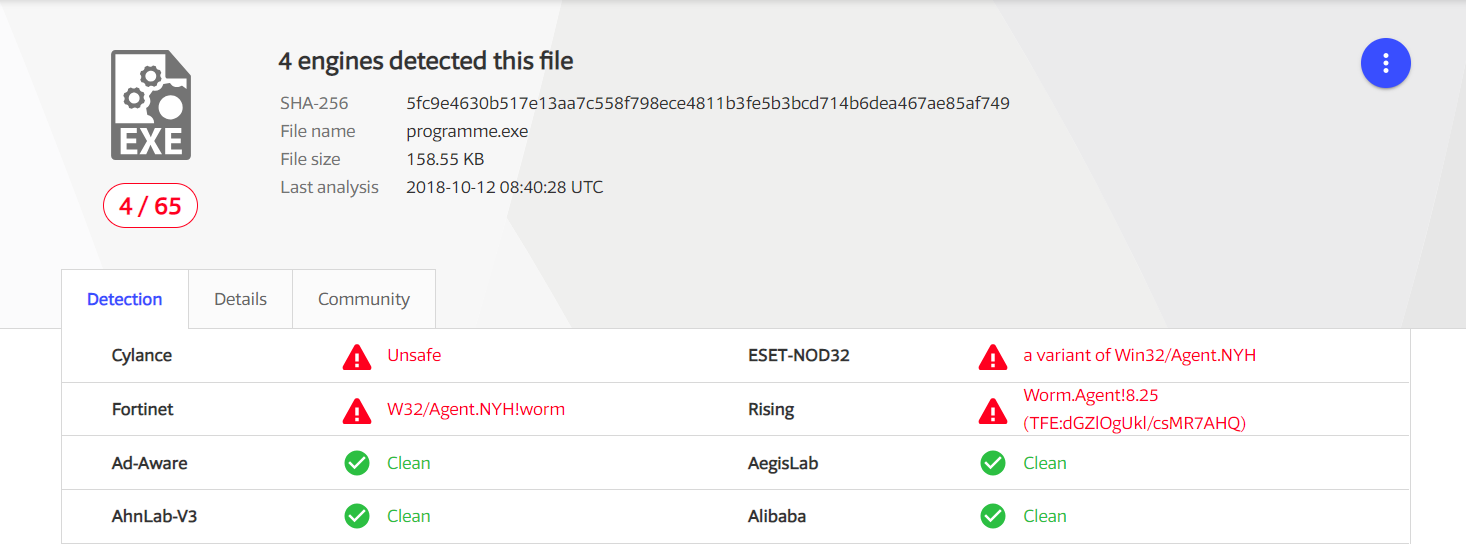 4 engines detected this file
SHA-256 5fc9e4630b517e13aa7c558f798ece4811b3fe5b3bcd714b6dea467ae85af749
File name programme.exe
File size 158.55 KB
Last analysis 2018-10-12 08:40:28 UTC
EXE
4 / 65
Detection Details Community
Cylance Unsafe ESET-NOD32 a variant of Win32/Agent.NYH
Fortinet W32/Agent.NYH!worm Rising Worm.Agent!8.25
(TFE:dGZlOgUkl/csMR7AHQ)
Ad-Aware Clean AegisLab Clean
AhnLab-V3 Clean Alibaba Clean